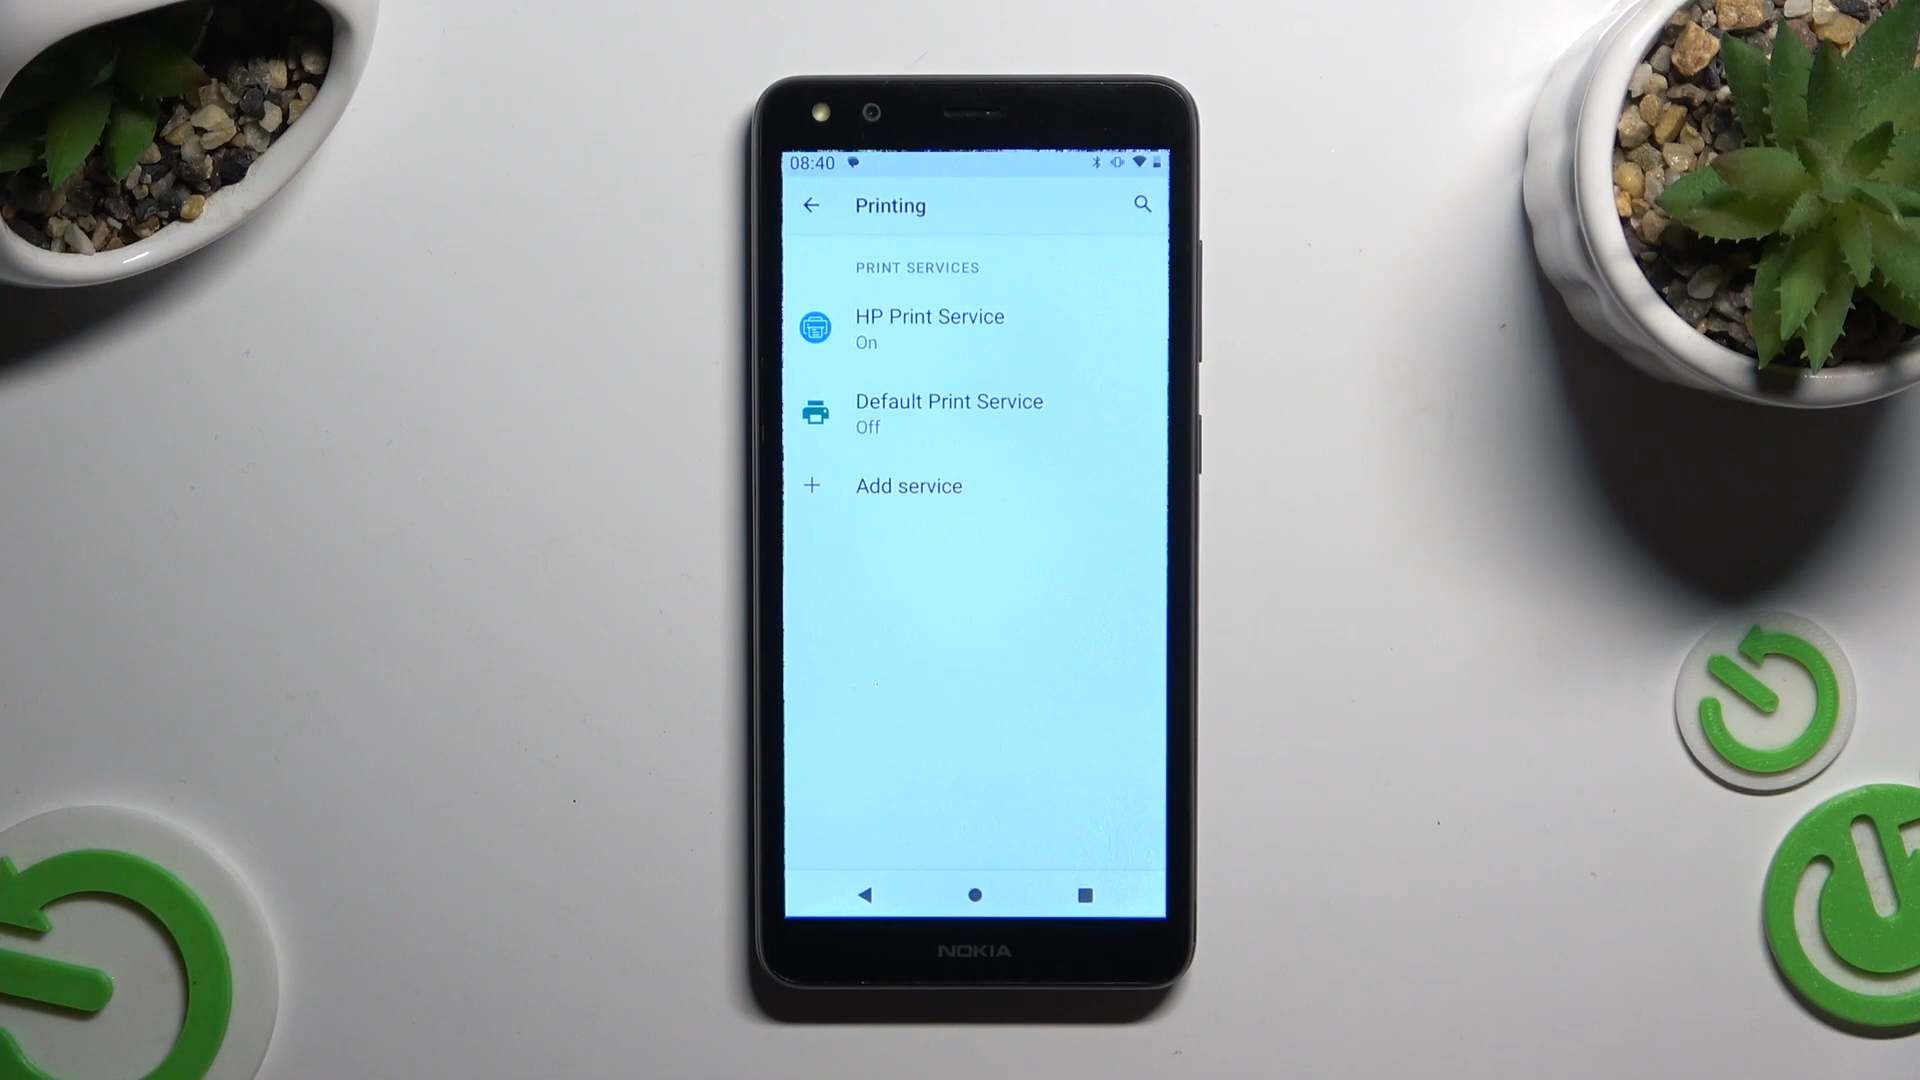 08:40
Printing
PRINT SERVICES
HP Print Service
On
Default Print Service
Off
Add service
NOKIA